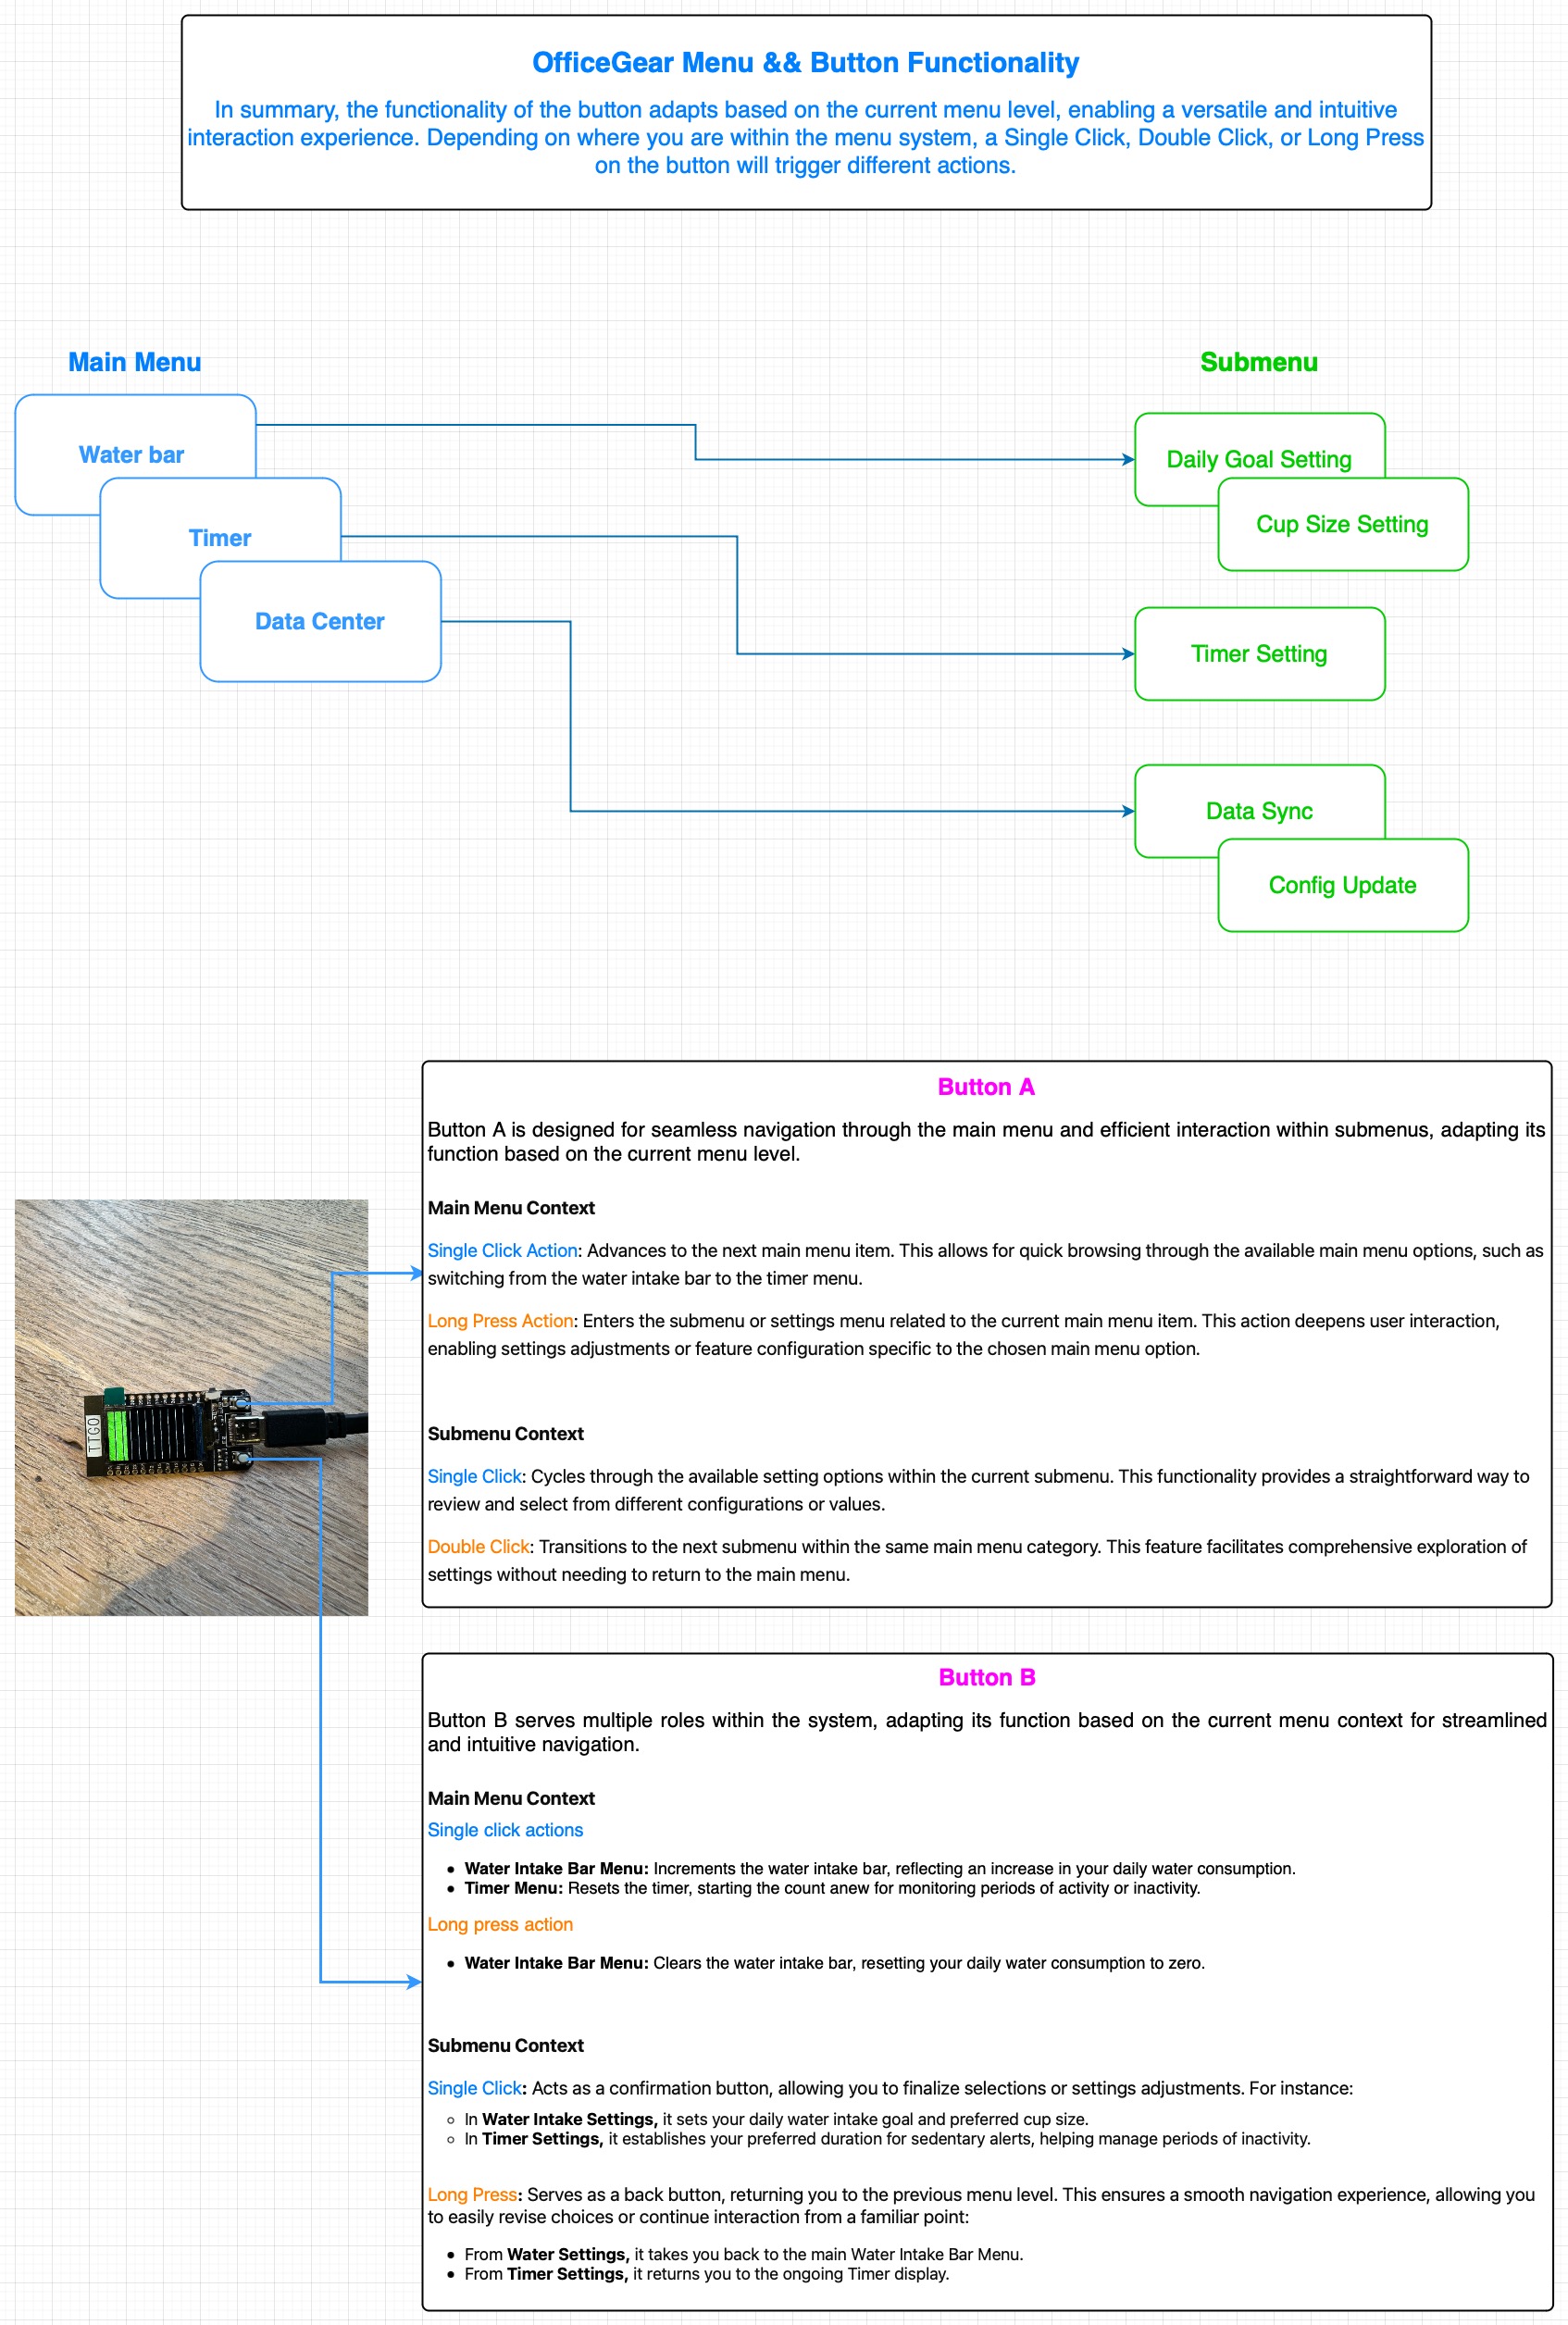 OfficeGear Menu && Button Functionality
In summary, the functionality of the button adapts based on the current menu level, enabling a versatile and intuitive
interaction experience. Depending on where you are within the menu system, a Single Click, Double Click, or Long Press
on the button will trigger different actions.
Main Menu
Water bar
Timer
Data Center
Submenu
Daily Goal Setting
Cup Size Setting
Timer Setting
Data Sync
Config Update
TTGO
Button A
Button A is designed for seamless navigation through the main menu and efficient interaction within submenus, adapting its
function based on the current menu level.
Main Menu Context
Single Click Action: Advances to the next main menu item. This allows for quick browsing through the available main menu options, such as
switching from the water intake bar to the timer menu.
Long Press Action: Enters the submenu or settings menu related to the current main menu item. This action deepens user interaction,
enabling settings adjustments or feature configuration specific to the chosen main menu option.
Submenu Context
Single Click: Cycles through the available setting options within the current submenu. This functionality provides a straightforward way to
review and select from different configurations or values.
Double Click: Transitions to the next submenu within the same main menu category. This feature facilitates comprehensive exploration of
settings without needing to return to the main menu.
Button B
Button B serves multiple roles within the system, adapting its function based on the current menu context for streamlined
and intuitive navigation.
Main Menu Context
Single click actions
• Water Intake Bar Menu: Increments the water intake bar, reflecting an increase in your daily water consumption.
• Timer Menu: Resets the timer, starting the count anew for monitoring periods of activity or inactivity.
Long press action
• Water Intake Bar Menu: Clears the water intake bar, resetting your daily water consumption to zero.
Submenu Context
Single Click: Acts as a confirmation button, allowing you to finalize selections or settings adjustments. For instance:
◦ In Water Intake Settings, it sets your daily water intake goal and preferred cup size.
◦ In Timer Settings, it establishes your preferred duration for sedentary alerts, helping manage periods of inactivity.
Long Press: Serves as a back button, returning you to the previous menu level. This ensures a smooth navigation experience, allowing you
to easily revise choices or continue interaction from a familiar point:
• From Water Settings, it takes you back to the main Water Intake Bar Menu.
• From Timer Settings, it returns you to the ongoing Timer display.